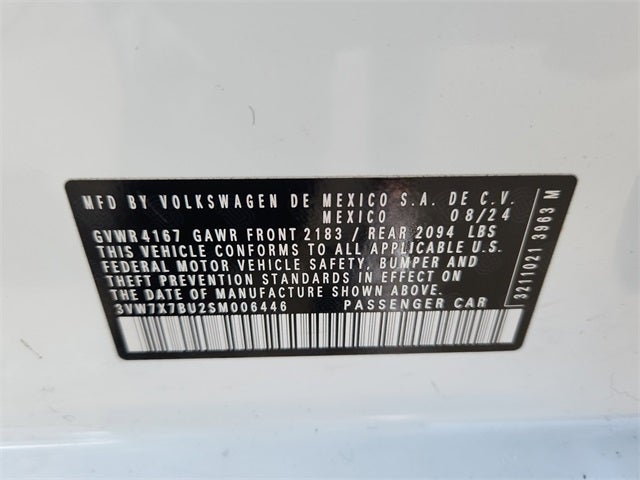 MFD BY VOLKSWAGEN DE MEXICO S.A. DE C.V.
MEXICO 08/24
GVWR 4167 GAWR FRONT 2183 / REAR 2094 LBS
THIS VEHICLE CONFORMS TO ALL APPLICABLE U.S.
FEDERAL MOTOR VEHICLE SAFETY, BUMPER AND
THEFT PREVENTION STANDARDS IN EFFECT ON
THE DATE OF MANUFACTURE SHOWN ABOVE.
3VW7X7BU2SM006446 PASSENGER CAR
32111021 3963 M